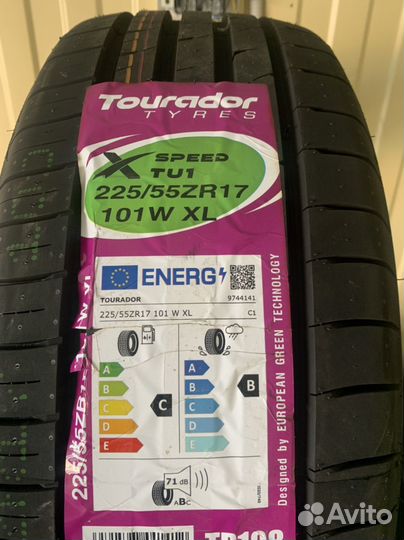 Tourador
TYRES
X SPEED
TU1
225/55ZR17
101W XL
ENERG
TOURADOR
9744141
225/55ZR17 101 W XL
C1
A
B
C
D
E
C
A
B
C
D
E
B
71 dB
ABC
Designed by EUROPEAN GREEN TECHNOLOGY
Avito